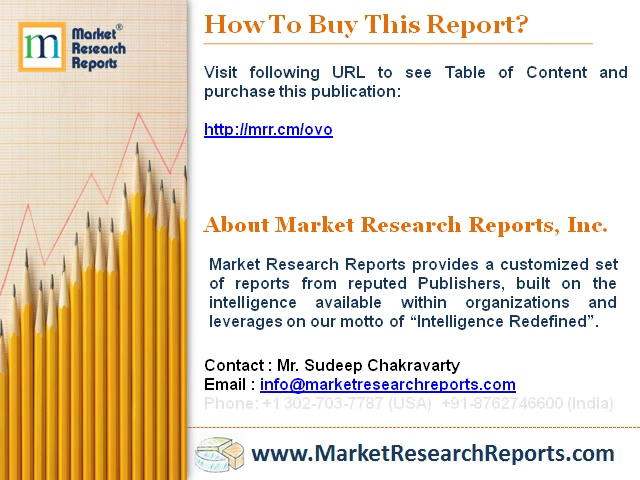 m
Market®
Research
Reports
How To Buy This Report?
Visit following URL to see Table of Content and
purchase this publication:
http://mrr.cm/ovo
About Market Research Reports, Inc.
Market Research Reports provides a customized set
of reports from reputed Publishers, built on the
intelligence available within organizations and
leverages on our motto of “Intelligence Redefined”.
Contact : Mr. Sudeep Chakravarty
Email : info@marketresearchreports.com
Phone: +1 302-703-7787 (USA)  +91-8762746600 (India)
www.MarketResearchReports.com